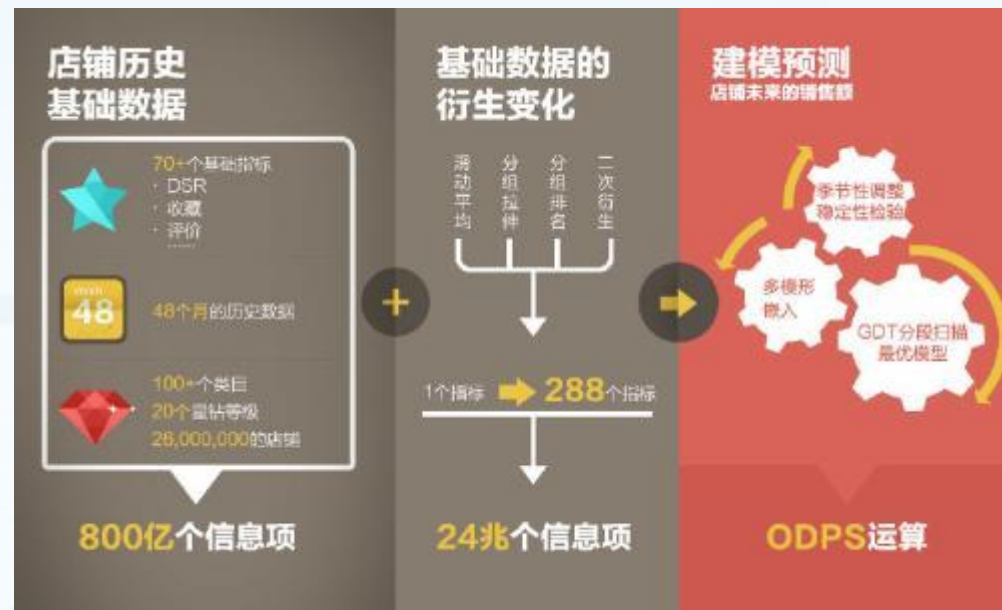 店铺历史
基础数据
70+个基础指标
· DSR
· 收藏
· 评价
......
48
48个月的历史数据
100+个类目
20个星钻等级
26,000,000的店铺
800亿个信息项
+
基础数据的
衍生变化
滑动平均
分组拉伸
分组排名
二次衍生
1个指标
288个指标
24兆个信息项
建模预测
店铺未来的销售额
季节性调整
稳定性检验
多模形
嵌入
GDT分段扫描
最优模型
ODPS运算